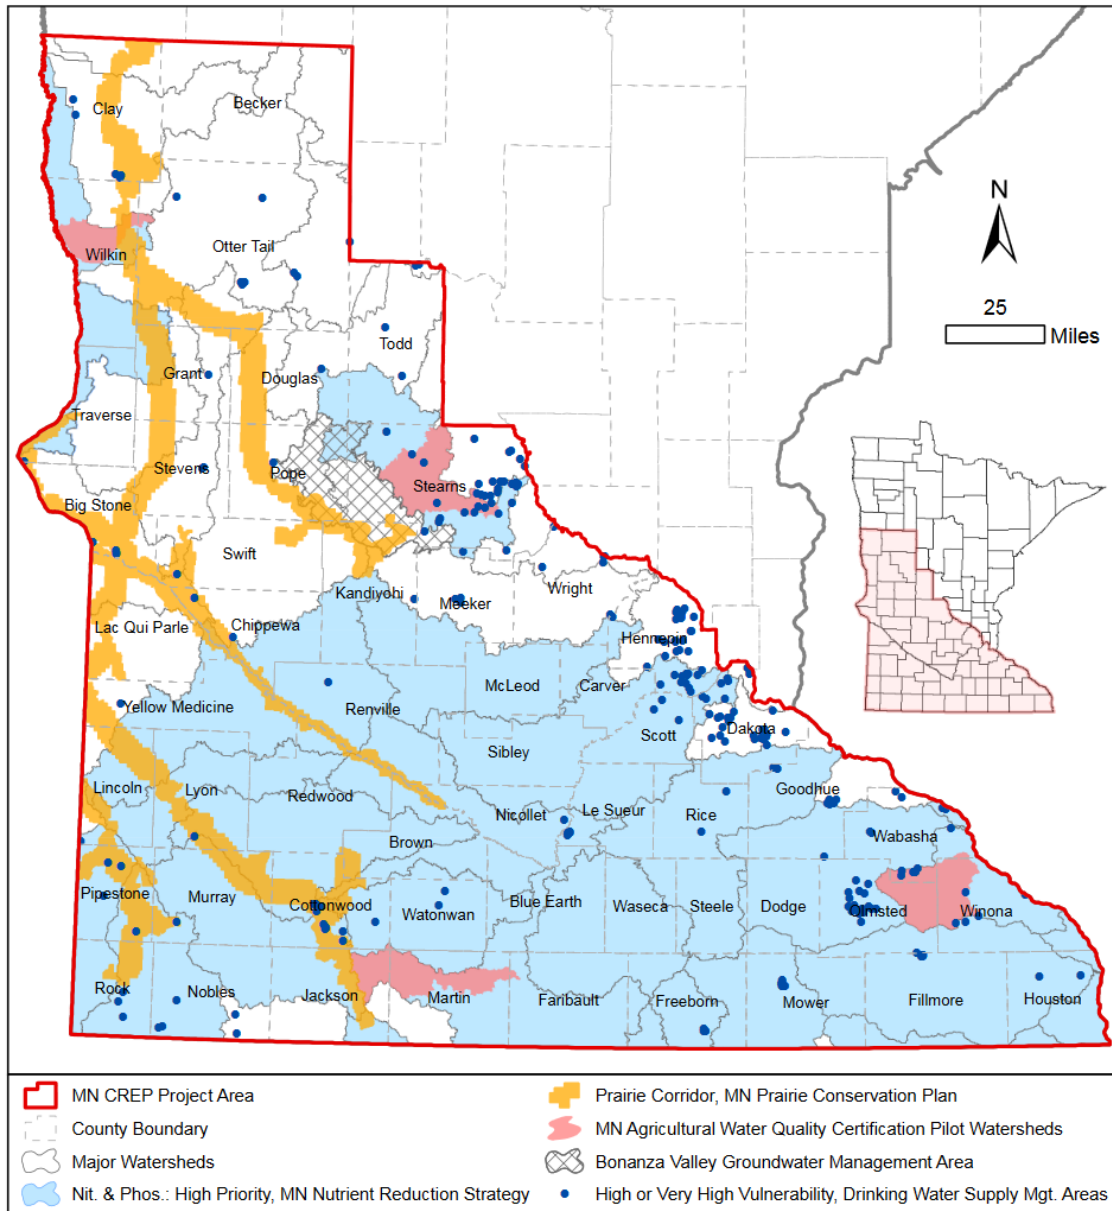 Clay
Becker
N
Wilkin
Otter Tail
25
Miles
Todd
Grant
Douglas
Traverse
Stevens
Pope
Stearns
Big Stone
Swift
Kandiyohi
Meeker
Wright
Lac Qui Parle
Chippewa
Hennepin
McLeod
Carver
Yellow Medicine
Renville
Scott
Dakota
Sibley
Lincoln
Lyon
Redwood
Goodhue
Nicollet
Le Sueur
Rice
Brown
Wabasha
Pipestone
Murray
Cottonwood
Watonwan
Blue Earth
Waseca
Steele
Dodge
Olmsted
Winona
Rock
Nobles
Jackson
Martin
Faribault
Freeborn
Mower
Fillmore
Houston
MN CREP Project Area
County Boundary
Major Watersheds
Nit. & Phos.: High Priority, MN Nutrient Reduction Strategy
Prairie Corridor, MN Prairie Conservation Plan
MN Agricultural Water Quality Certification Pilot Watersheds
Bonanza Valley Groundwater Management Area
High or Very High Vulnerability, Drinking Water Supply Mgt. Areas